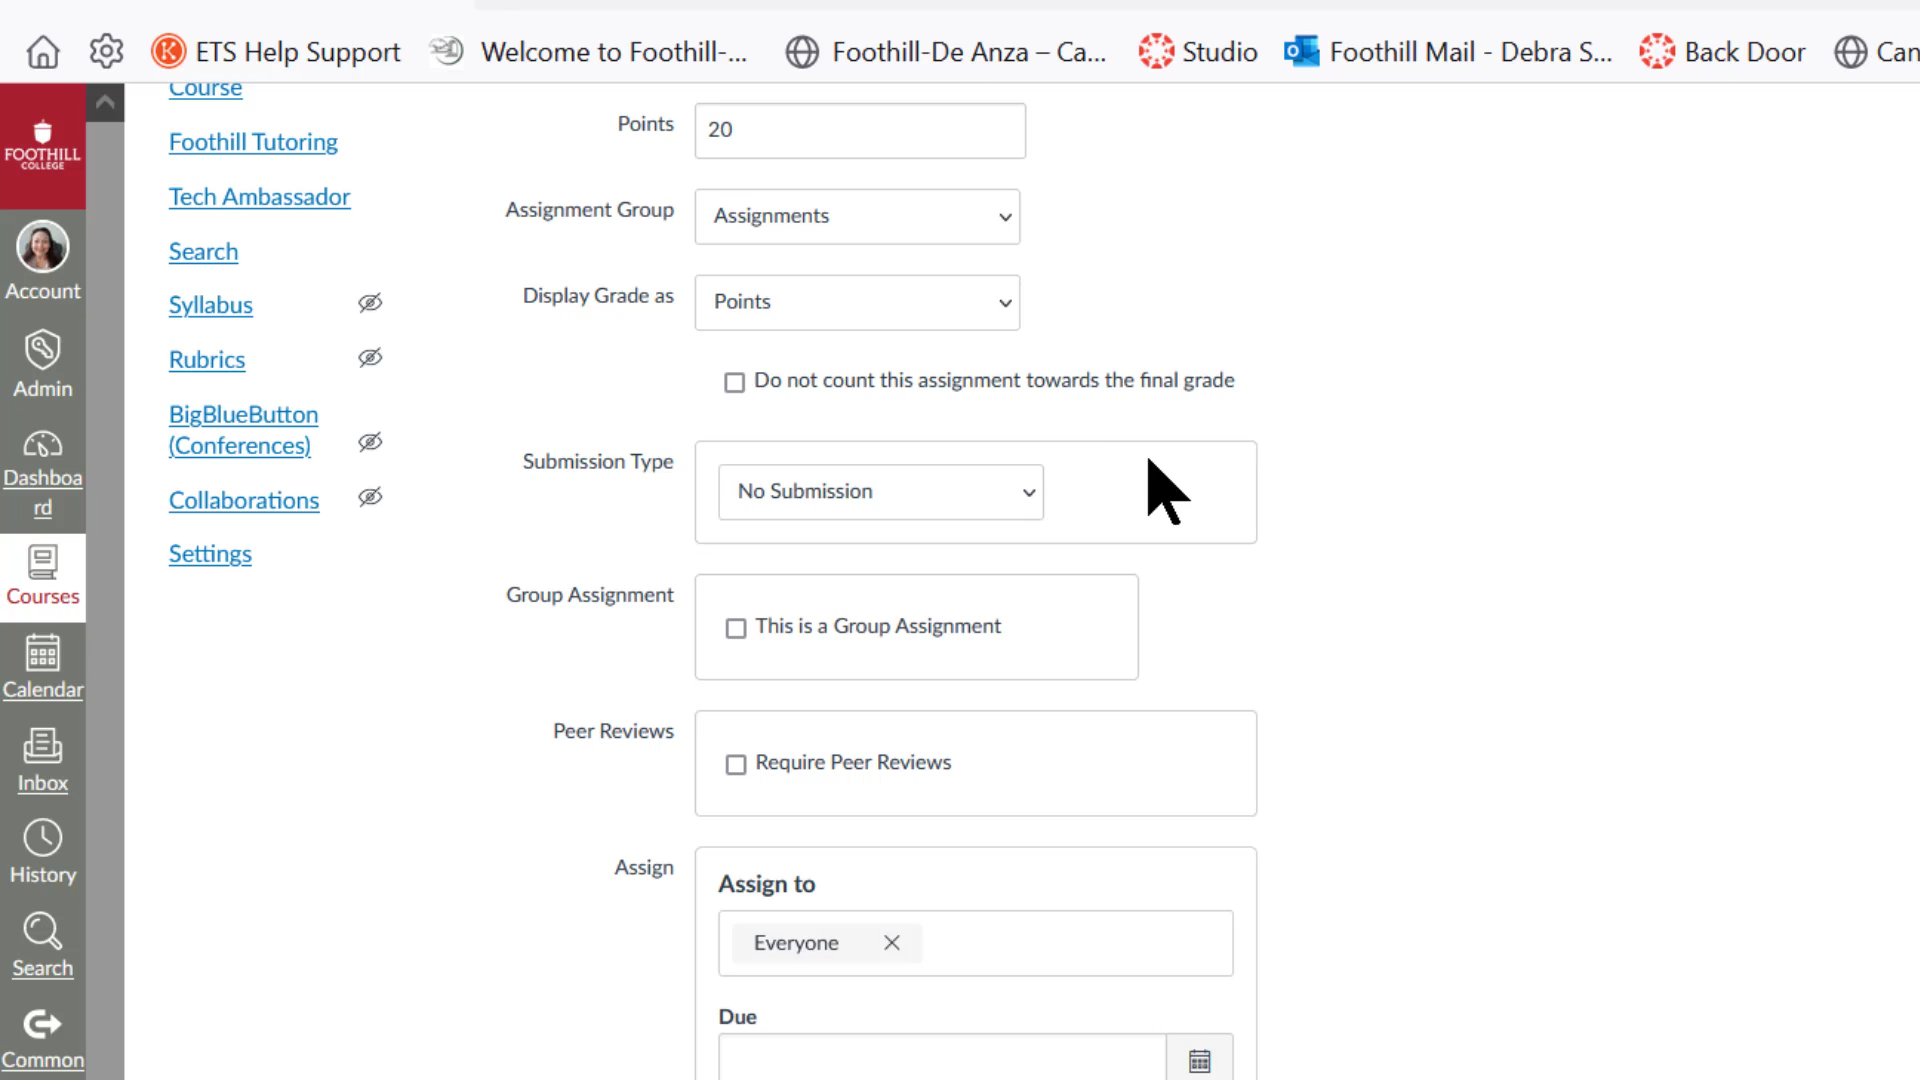 ETS Help Support
Welcome to Foothill-...
Foothill-De Anza – Ca...
Studio
Foothill Mail - Debra S...
Back Door
Can
FOOTHILL
COLLEGE
Account
Admin
Dashboa
rd
Courses
Calendar
Inbox
History
Search
Common
Course
Foothill Tutoring
Tech Ambassador
Search
Syllabus
Rubrics
BigBlueButton
(Conferences)
Collaborations
Settings
Points
20
Assignment Group
Assignments
Display Grade as
Points
Do not count this assignment towards the final grade
Submission Type
No Submission
Group Assignment
This is a Group Assignment
Peer Reviews
Require Peer Reviews
Assign
Assign to
Everyone
Due